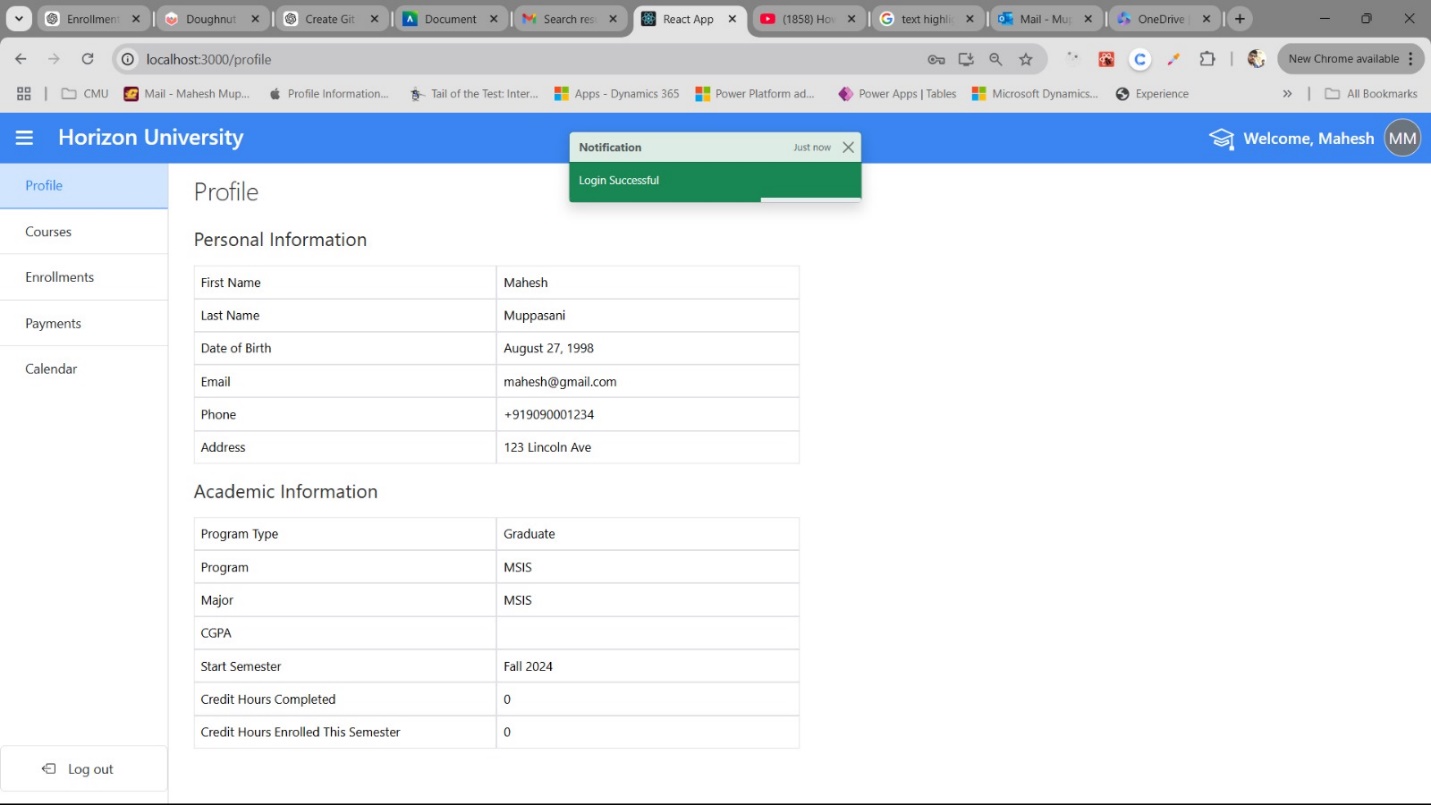 Enrollment
Doughnut
Create Git
Document
Search res
React App
(1858) Ho
text highli
Mail - Mu
OneDrive
localhost:3000/profile
New Chrome available
CMU
Mail - Mahesh Mup...
Profile Information...
Tail of the Test: Inter...
Apps - Dynamics 365
Power Platform ad...
Power Apps | Tables
Microsoft Dynamics...
Experience
All Bookmarks
Horizon University
Welcome, Mahesh
MM
Notification
Just now
Login Successful
Profile
Courses
Enrollments
Payments
Calendar
Log out
Profile
Personal Information
First Name Mahesh
Last Name Muppasani
Date of Birth August 27, 1998
Email mahesh@gmail.com
Phone +919090001234
Address 123 Lincoln Ave
Academic Information
Program Type Graduate
Program MSIS
Major MSIS
CGPA
Start Semester Fall 2024
Credit Hours Completed 0
Credit Hours Enrolled This Semester 0